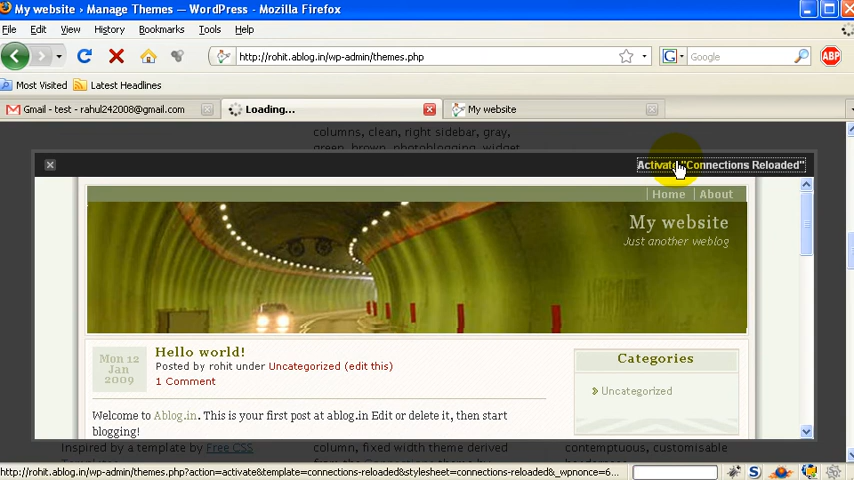 My website › Manage Themes — WordPress - Mozilla Firefox
File Edit View History Bookmarks Tools Help
http://rohit.ablog.in/wp-admin/themes.php
Google
ABP
Most Visited Latest Headlines
Gmail - test - rahul242008@gmail.com
Loading...
My website
columns, clean, right sidebar, gray,
green, brown, photoblogging, widget
Activate "Connections Reloaded"
Home About
My website
Just another weblog
Mon 12
Jan
2009
Hello world!
Posted by rohit under Uncategorized (edit this)
1 Comment
Welcome to Ablog.in. This is your first post at ablog.in Edit or delete it, then start
blogging!
Categories
Uncategorized
Inspired by a template by Free CSS
column, fixed width theme derived
contemptuous, customisable
http://rohit.ablog.in/wp-admin/themes.php?action=activate&template=connections-reloaded&stylesheet=connections-reloaded&_wpnonce=6...